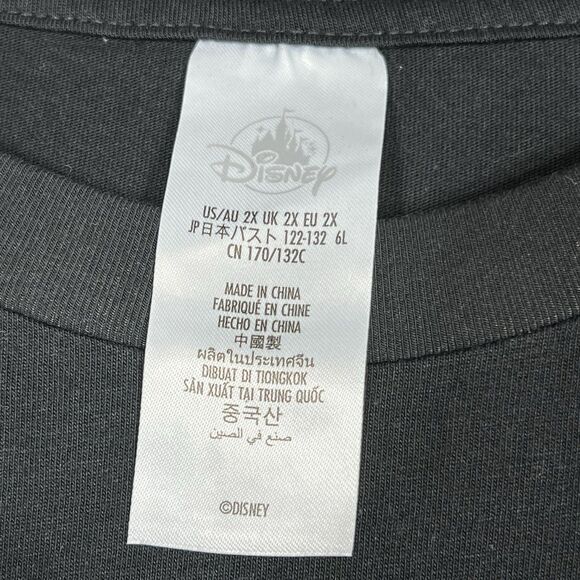 Disney
US/AU 2X UK 2X EU 2X
JP日本バスト 122-132 6L
CN 170/132C
MADE IN CHINA
FABRIQUÉ EN CHINE
HECHO EN CHINA
中國製
ผลิตในประเทศจีน
DIBUAT DI TIONGKOK
SẢN XUẤT TẠI TRUNG QUỐC
중국산
صنع في الصين
©DISNEY